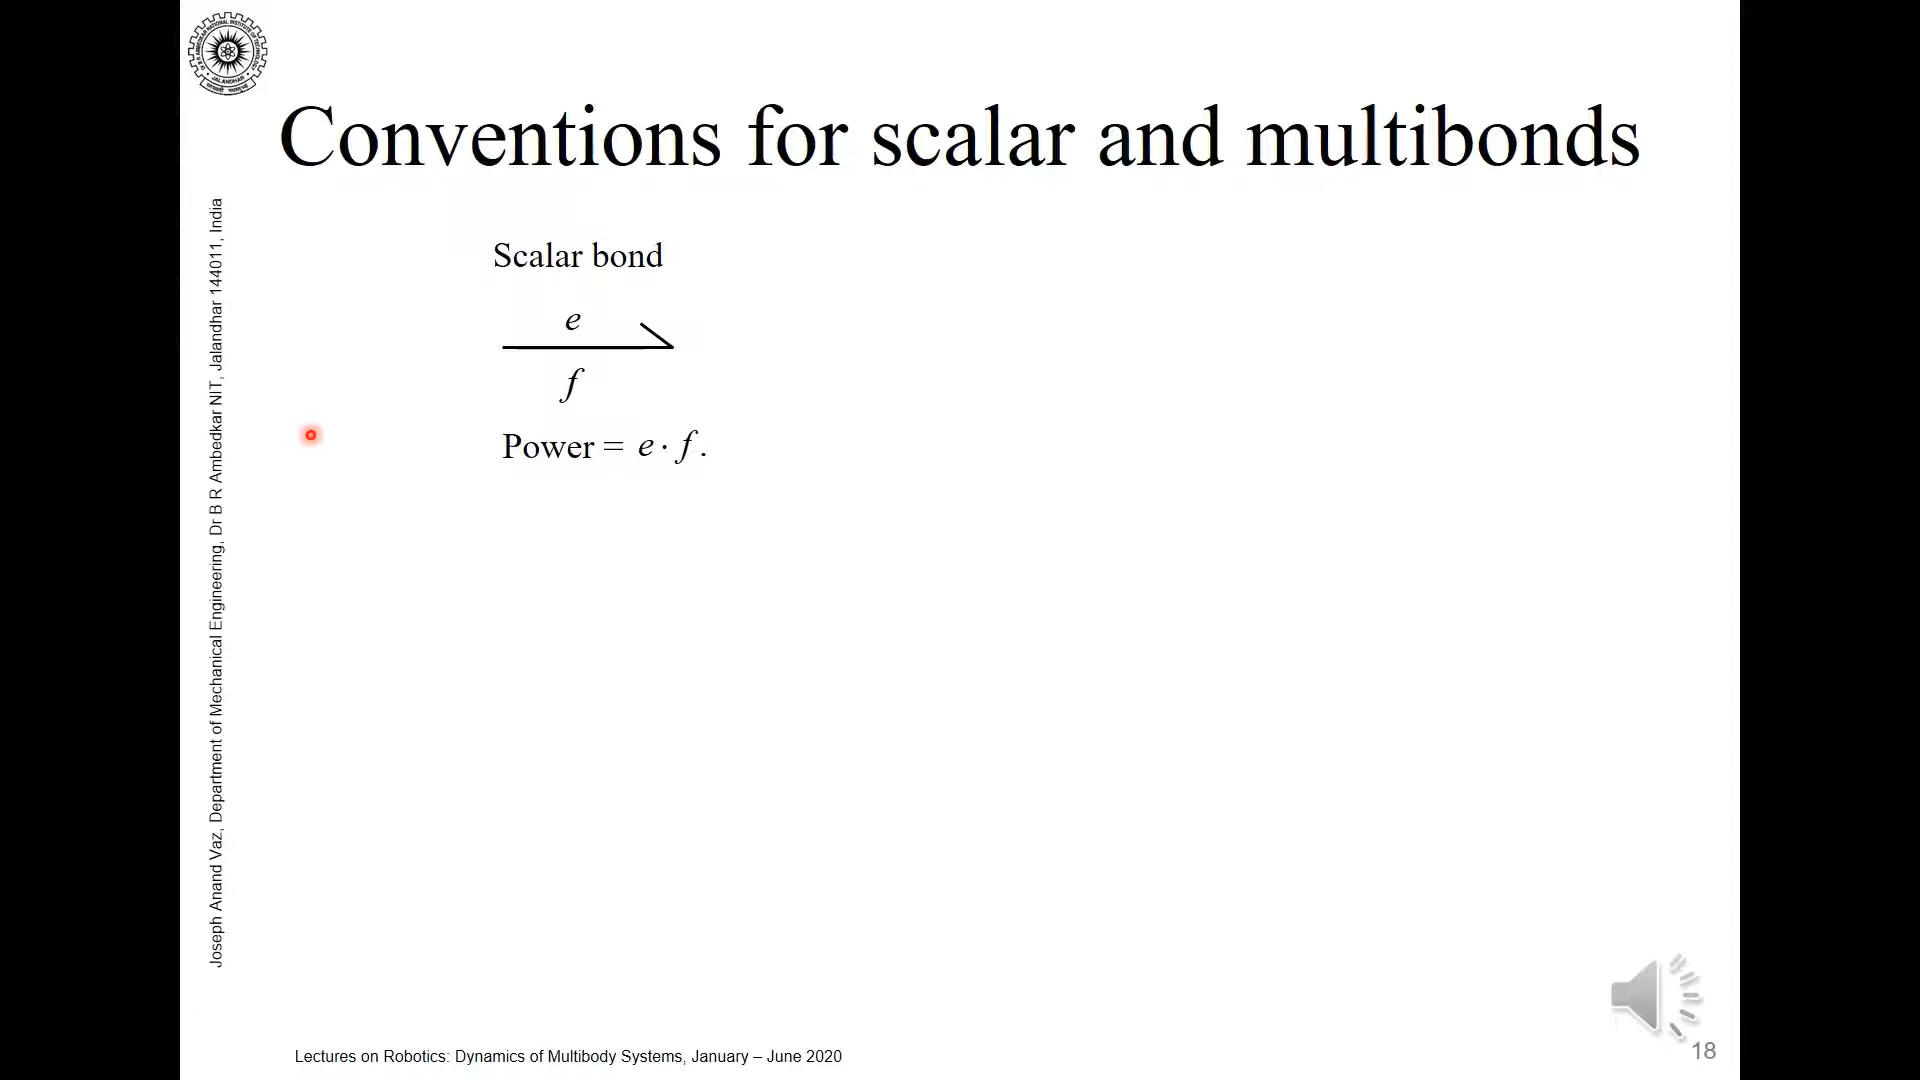 Conventions for scalar and multibonds
Scalar bond
e
f
Power = e · f.
Joseph Anand Vaz, Department of Mechanical Engineering, Dr B R Ambedkar NIT, Jalandhar 144011, India
Lectures on Robotics: Dynamics of Multibody Systems, January – June 2020
18